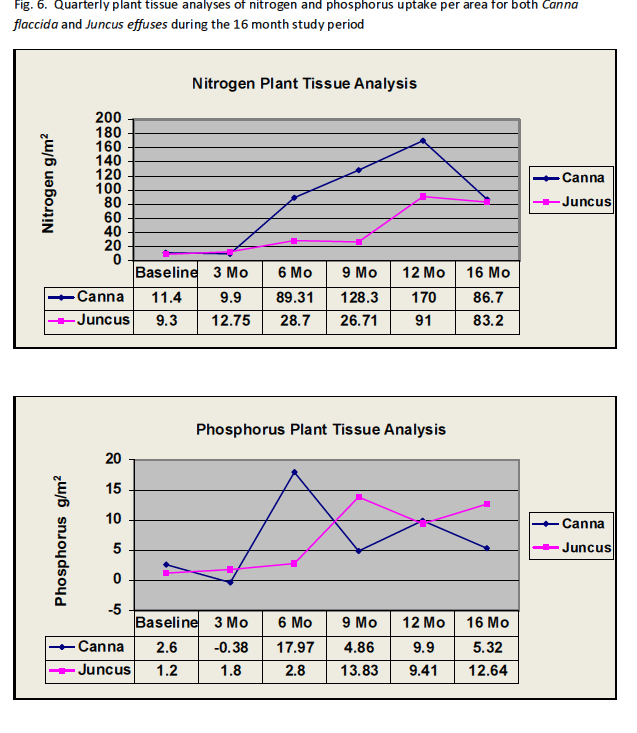 Fig. 6. Quarterly plant tissue analyses of nitrogen and phosphorus uptake per area for both Canna
flaccida and Juncus effuses during the 16 month study period
Nitrogen Plant Tissue Analysis
Nitrogen g/m²
200
180
160
140
120
100
80
60
40
20
0
Canna
Juncus
Baseline 3 Mo 6 Mo 9 Mo 12 Mo 16 Mo
Canna 11.4 9.9 89.31 128.3 170 86.7
Juncus 9.3 12.75 28.7 26.71 91 83.2
Phosphorus Plant Tissue Analysis
Phosphorus g/m²
20
15
10
5
0
-5
Canna
Juncus
Baseline 3 Mo 6 Mo 9 Mo 12 Mo 16 Mo
Canna 2.6 -0.38 17.97 4.86 9.9 5.32
Juncus 1.2 1.8 2.8 13.83 9.41 12.64